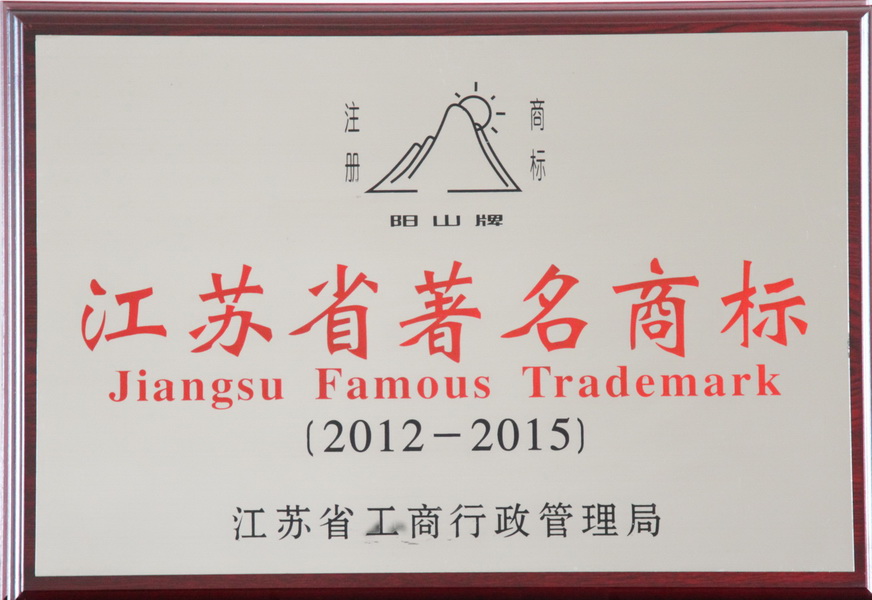 注册
商标
阳山牌
江苏省著名商标
Jiangsu Famous Trademark
(2012-2015)
江苏省工商行政管理局